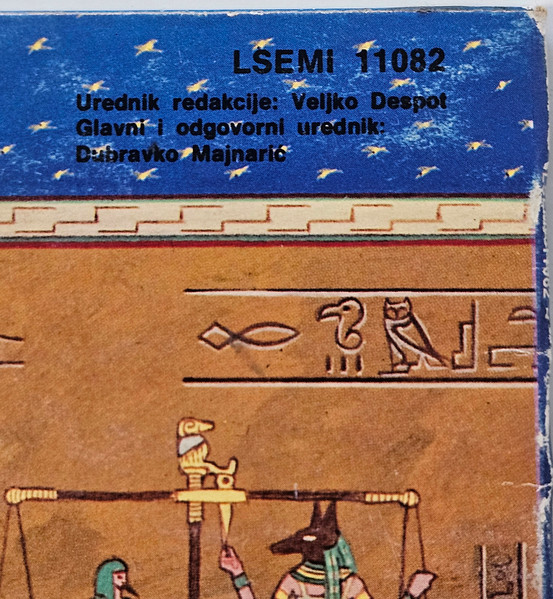 LSEMI 11082
Urednik redakcije: Veljko Despot
Glavni i odgovorni urednik:
Dubravko Majnarić